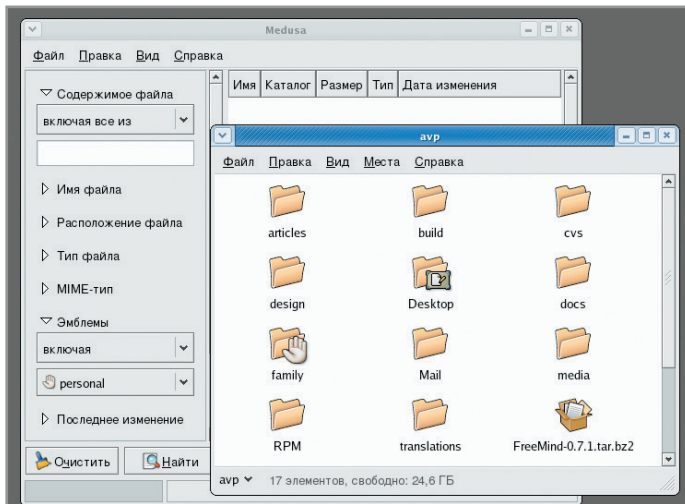 Medusa
Файл Правка Вид Справка
Содержимое файла
включая все из
Имя файла
Расположение файла
Тип файла
MIME-тип
Эмблемы
включая
personal
Последнее изменение
Очистить Найти
Имя Каталог Размер Тип Дата изменения
avp
Файл Правка Вид Места Справка
articles build cvs
design Desktop docs
family Mail media
RPM translations FreeMind-0.7.1.tar.bz2
avp 17 элементов, свободно: 24,6 ГБ